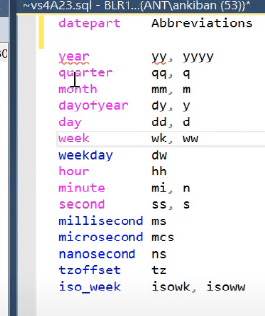 ~vs4A23.sql - BLR1...(ANT\ankiban (53))*
datepart Abbreviations
year yy, yyyy
quarter qq, q
month mm, m
dayofyear dy, y
day dd, d
week wk, ww
weekday dw
hour hh
minute mi, n
second ss, s
millisecond ms
microsecond mcs
nanosecond ns
tzoffset tz
iso_week isowk, isoww